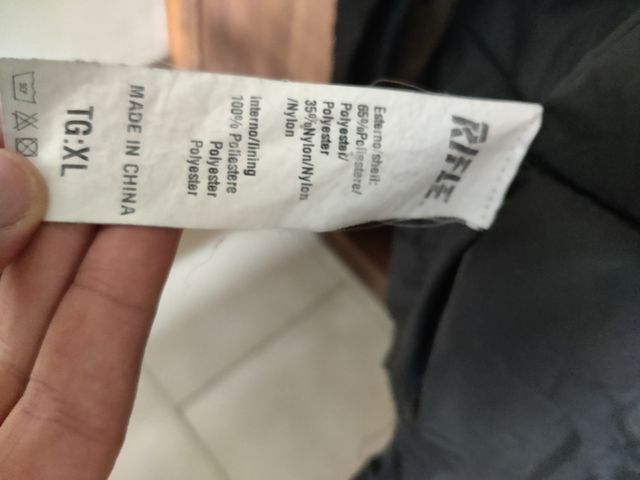 RIFLE
Esterno/shell:
65%Poliestere/
Polyester/
Polyester
35%Nylon/Nylon
/Nylon
Interno/lining
100% Poliestere
Polyester
Polyester
MADE IN CHINA
TG:XL